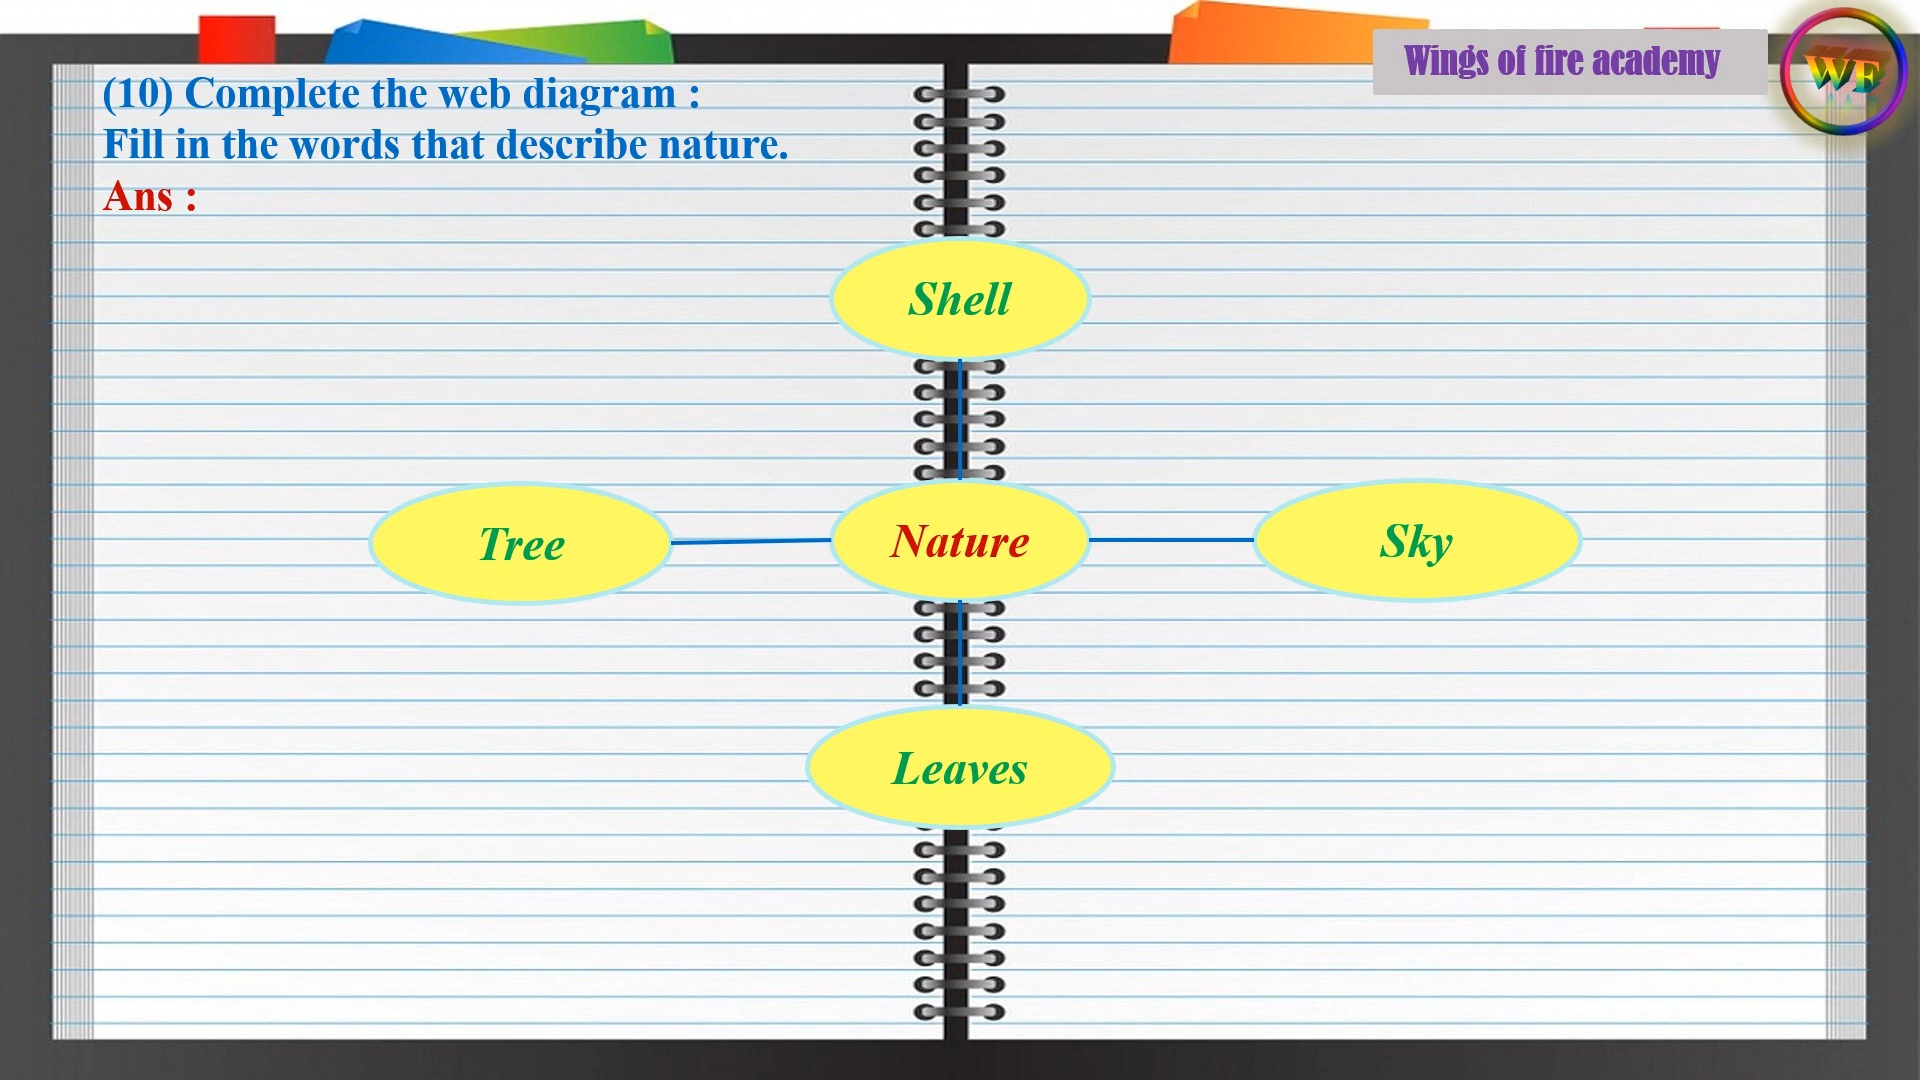 Wings of fire academy
WF
(10) Complete the web diagram :
Fill in the words that describe nature.
Ans :
Shell
Tree
Nature
Sky
Leaves